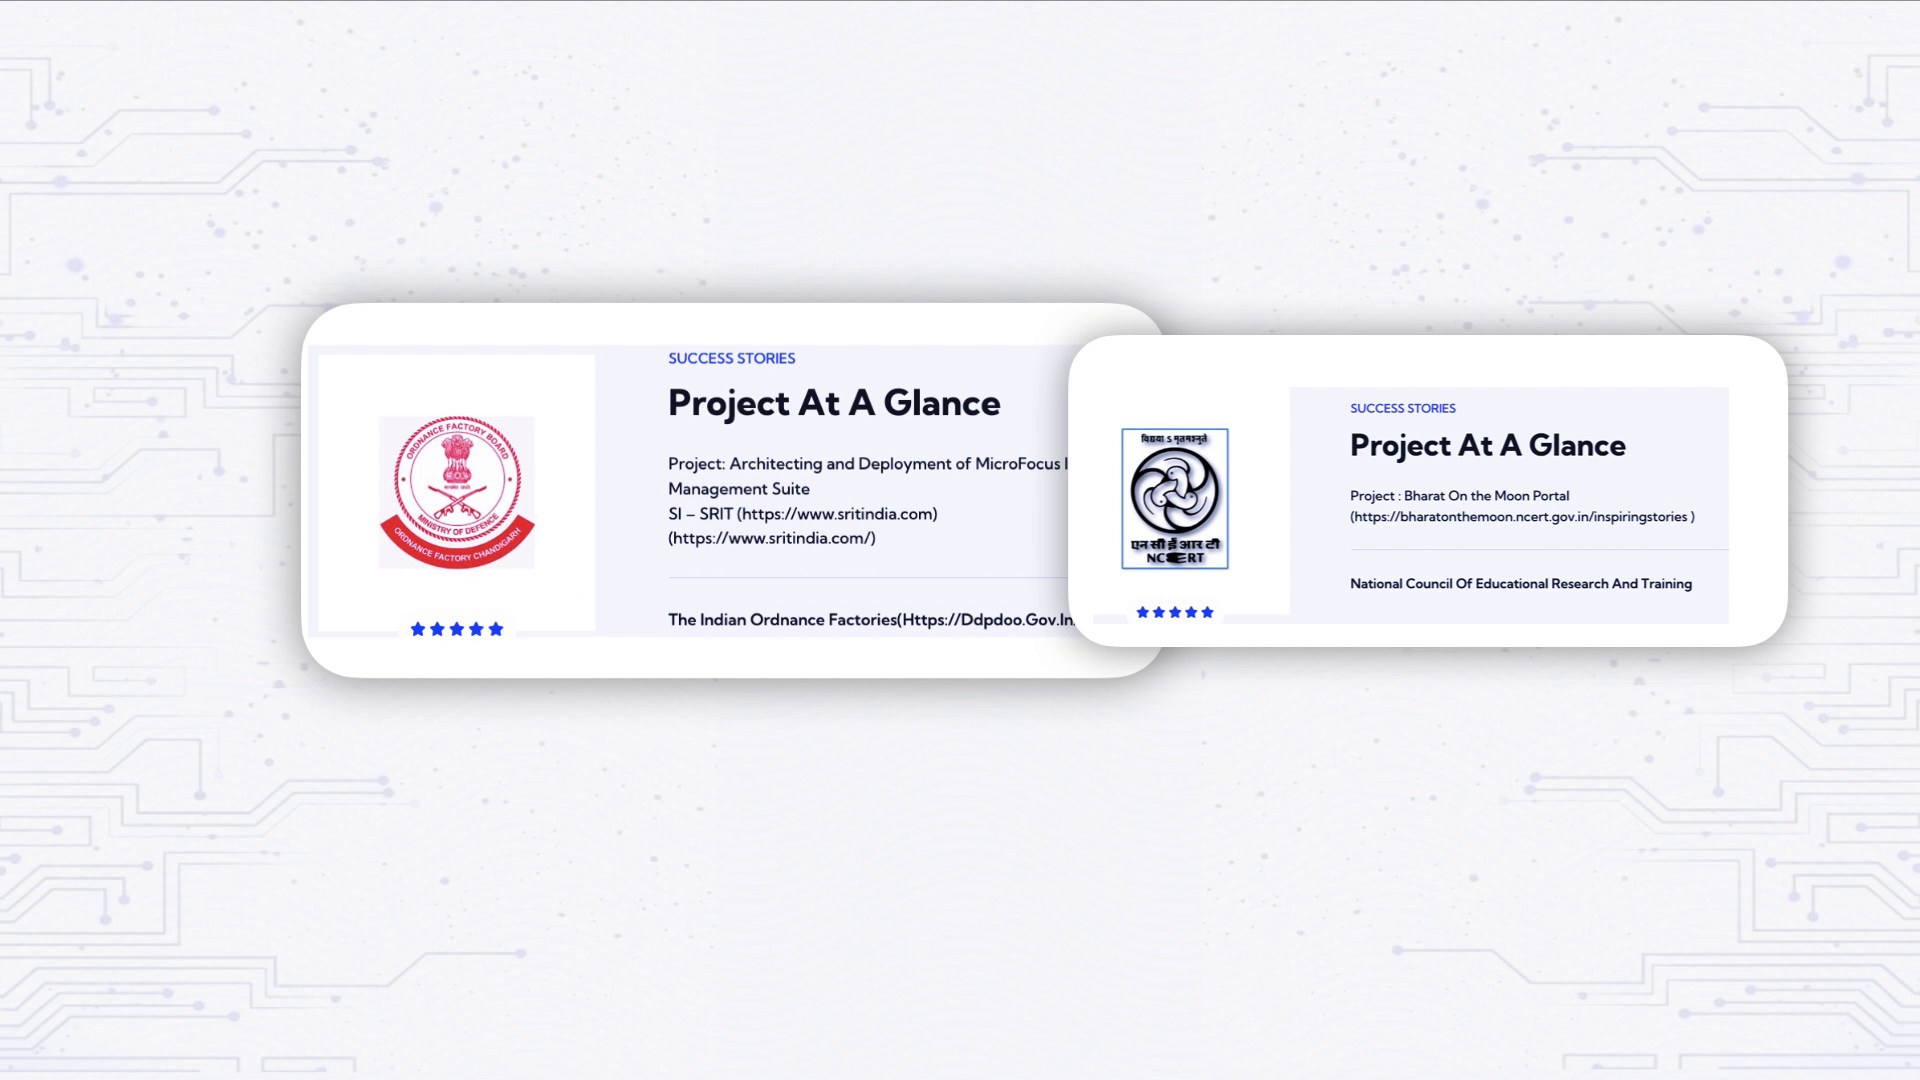 ORDNANCE FACTORY BOARD
सत्यमेव जयते
MINISTRY OF DEFENCE
ORDNANCE FACTORY CHANDIGARH
SUCCESS STORIES
Project At A Glance
Project: Architecting and Deployment of MicroFocus
Management Suite
SI – SRIT (https://www.sritindia.com)
(https://www.sritindia.com/)
The Indian Ordnance Factories(Https://Ddpdoo.Gov.In
विद्यया ऽ मृतमश्नुते
एन सी ई आर टी
NCERT
SUCCESS STORIES
Project At A Glance
Project : Bharat On the Moon Portal
(https://bharatonthemoon.ncert.gov.in/inspiringstories )
National Council Of Educational Research And Training